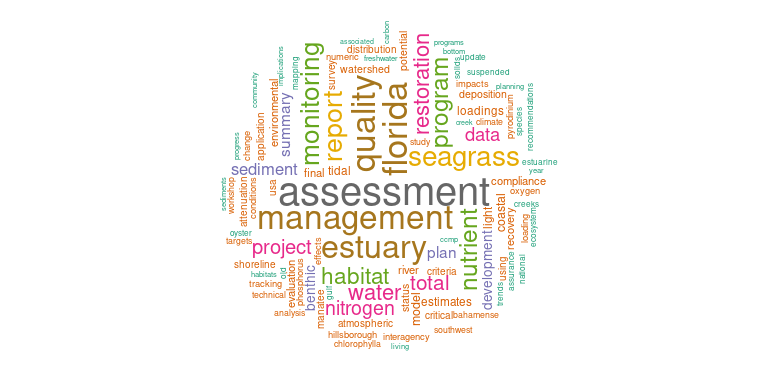 carbon
associated
programs
distribution
bottom
numeric
freshwater
potential
update
implications
mapping
survey
watershed
solids
suspended
community
environmental
summary
monitoring
report
quality
florida
restoration
program
impacts
planning
deposition
loadings
pyrodinium
species
recommendations
creek
climate
data
progress
change
application
study
seagrass
estuarine
year
sediment
final
tidal
compliance
oxygen
sediments
workshop
attenuation
conditions
usa
assessment
creeks
oyster
targets
management
nutrient
light
coastal
recovery
loading
ecosystem
project
effects
estuary
ccmp
plan
development
shoreline
habitats
old
tracking
technical
evaluation
phosphorus
benthic
habitat
river
criteria
using
assurance
national
trends
analysis
manatee
gulf
water
total
status
model
estimates
nitrogen
critical
bahamense
atmospheric
southwest
hillsborough
interagency
chlorophylla
living